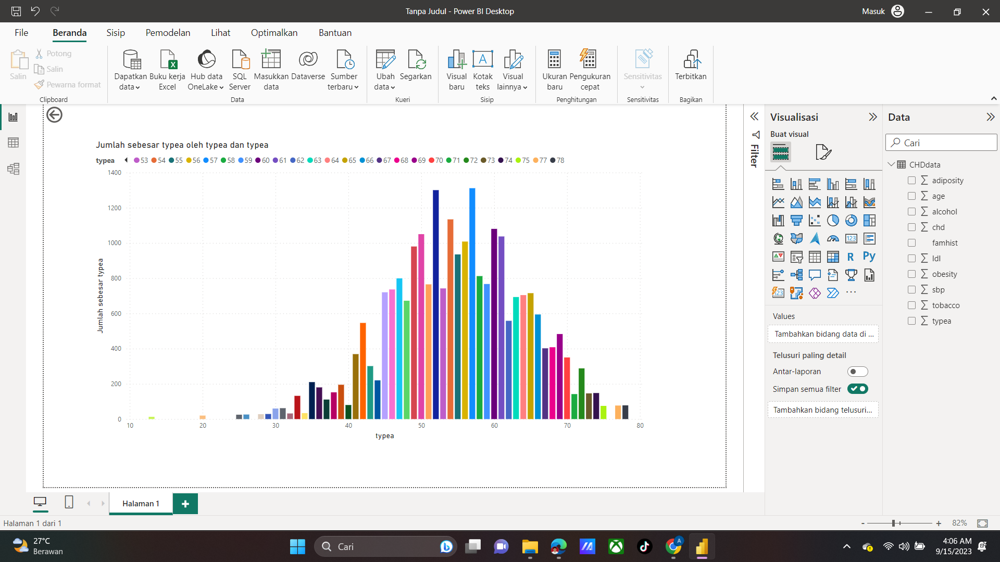 Tanpa Judul - Power BI Desktop
Masuk
File Beranda Sisip Pemodelan Lihat Optimalkan Bantuan
Salin
Potong
Salin
Pewarna format
Clipboard
Dapatkan data
Buku kerja Excel
Hub data OneLake
SQL Server
Masukkan data
Dataverse
Sumber terbaru
Data
Ubah data
Segarkan
Kueri
Visual baru
Kotak teks
Visual lainnya
Sisip
Ukuran baru
Pengukuran cepat
Penghitungan
Sensitivitas
Sensitivitas
Terbitkan
Bagikan
Jumlah sebesar typea oleh typea dan typea
typea 53 54 55 56 57 58 59 60 61 62 63 64 65 66 67 68 69 70 71 72 73 74 75 77 78
1400
1200
1000
800
600
400
200
0
Jumlah sebesar typea
10 20 30 40 50 60 70 80
typea
Filter
Visualisasi
Buat visual
123
R
Py
123
Values
Tambahkan bidang data di ...
Telusuri paling detail
Antar-laporan
Simpan semua filter
Tambahkan bidang telusuri...
Data
Cari
CHDdata
adiposity
age
alcohol
chd
famhist
ldl
obesity
sbp
tobacco
typea
Halaman 1
Halaman 1 dari 1
- + 82%
27°C
Berawan
Cari
A
4:06 AM
9/15/2023